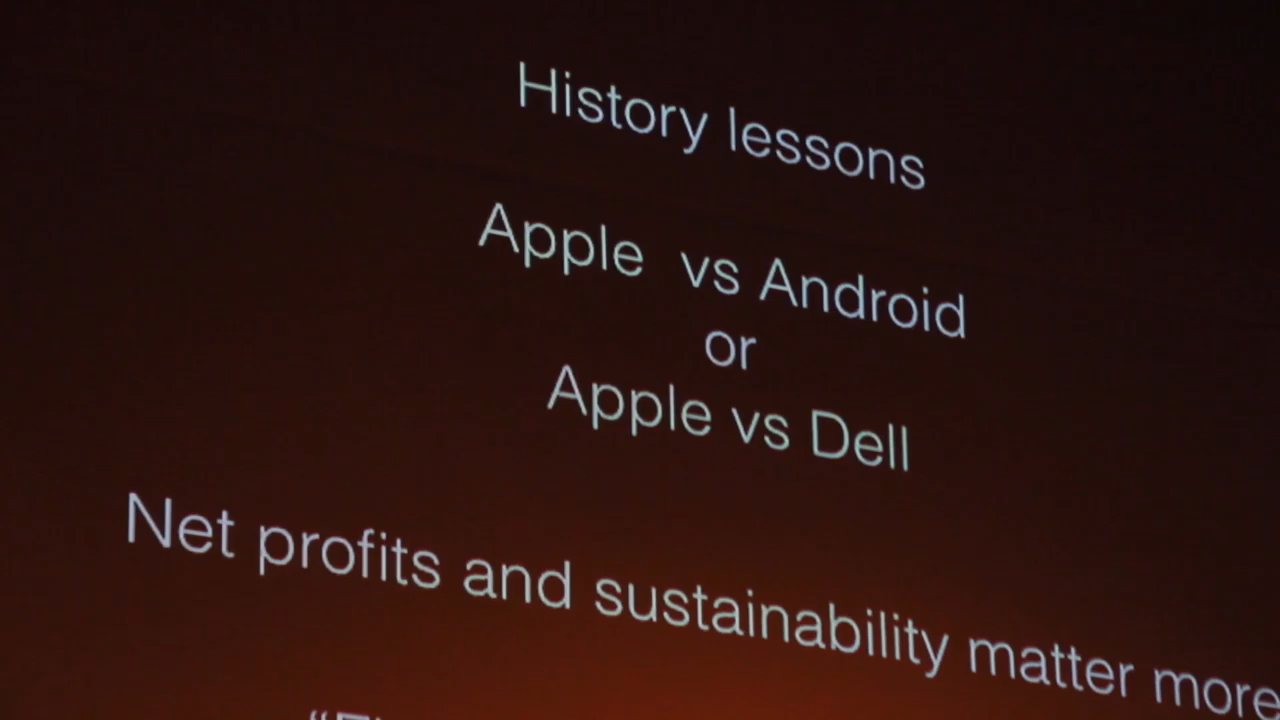 History lessons
Apple vs Android
or
Apple vs Dell
Net profits and sustainability matter more